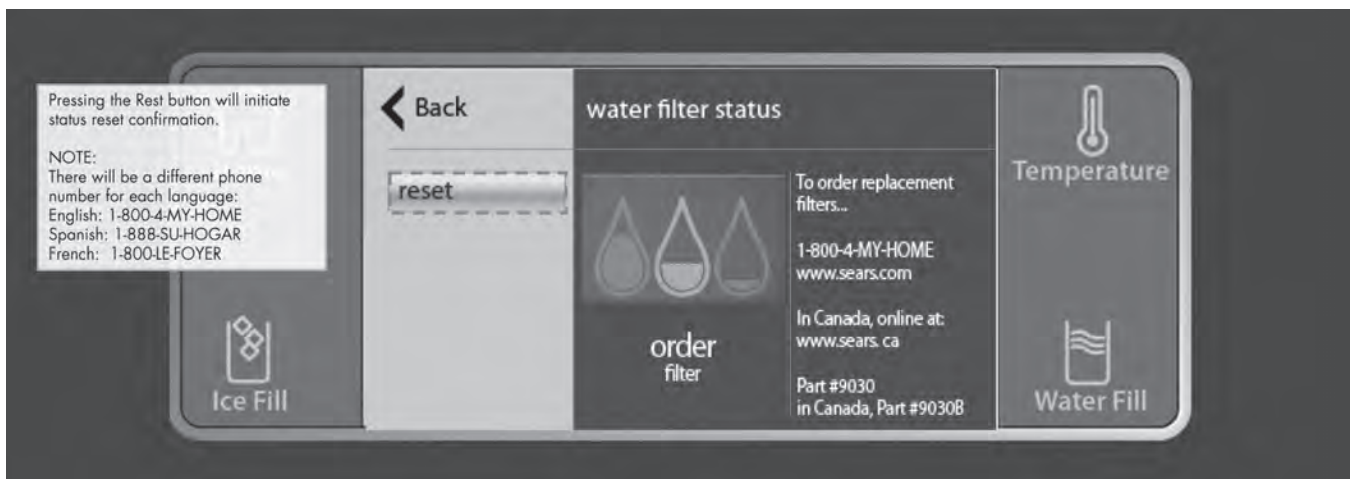 Pressing the Rest button will initiate
status reset confirmation.
NOTE:
There will be a different phone
number for each language:
English: 1-800-4-MY-HOME
Spanish: 1-888-SU-HOGAR
French: 1-800-LE-FOYER
Ice Fill
Back
reset
water filter status
order
filter
To order replacement
filters...
1-800-4-MY-HOME
www.sears.com
In Canada, online at:
www.sears. ca
Part #9030
in Canada, Part #9030B
Temperature
Water Fill